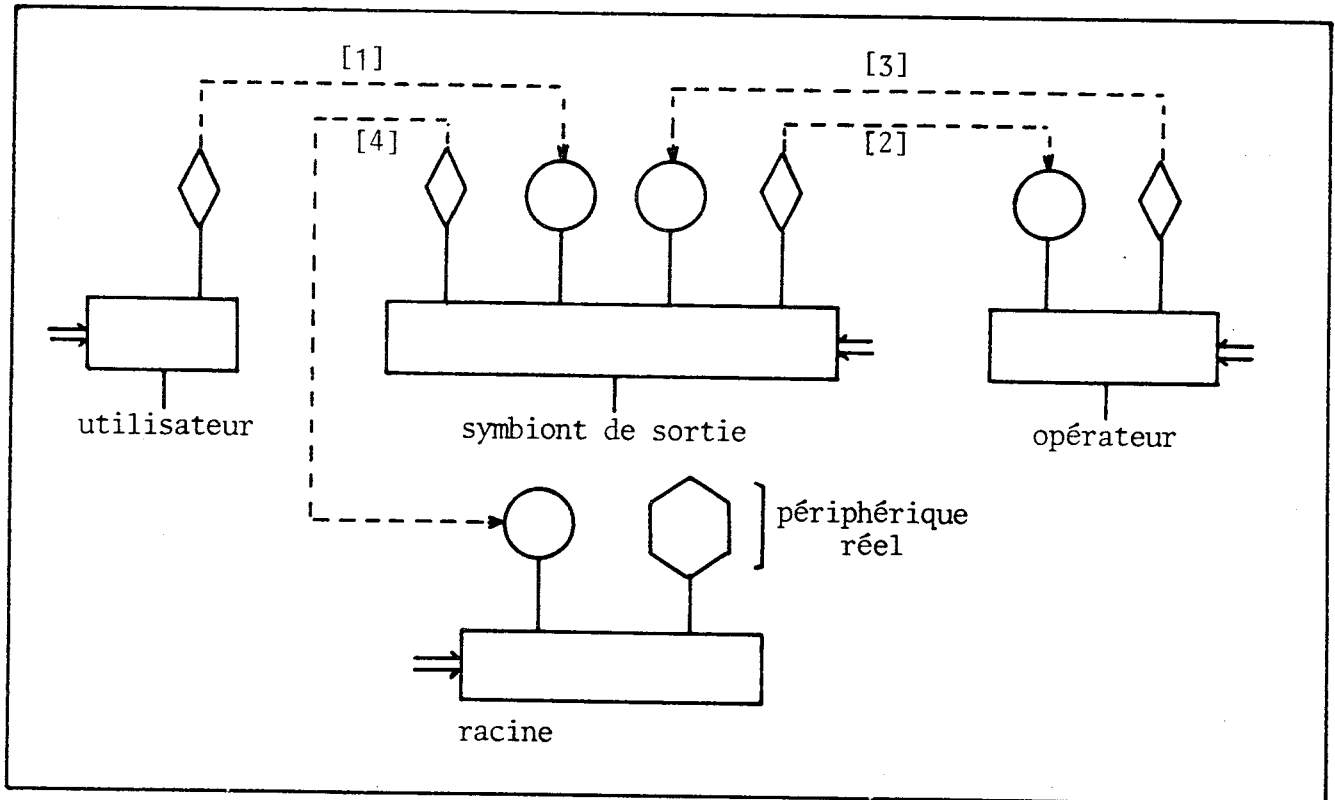 [1]
[3]
[4]
[2]
utilisateur
symbiont de sortie
opérateur
périphérique
réel
racine